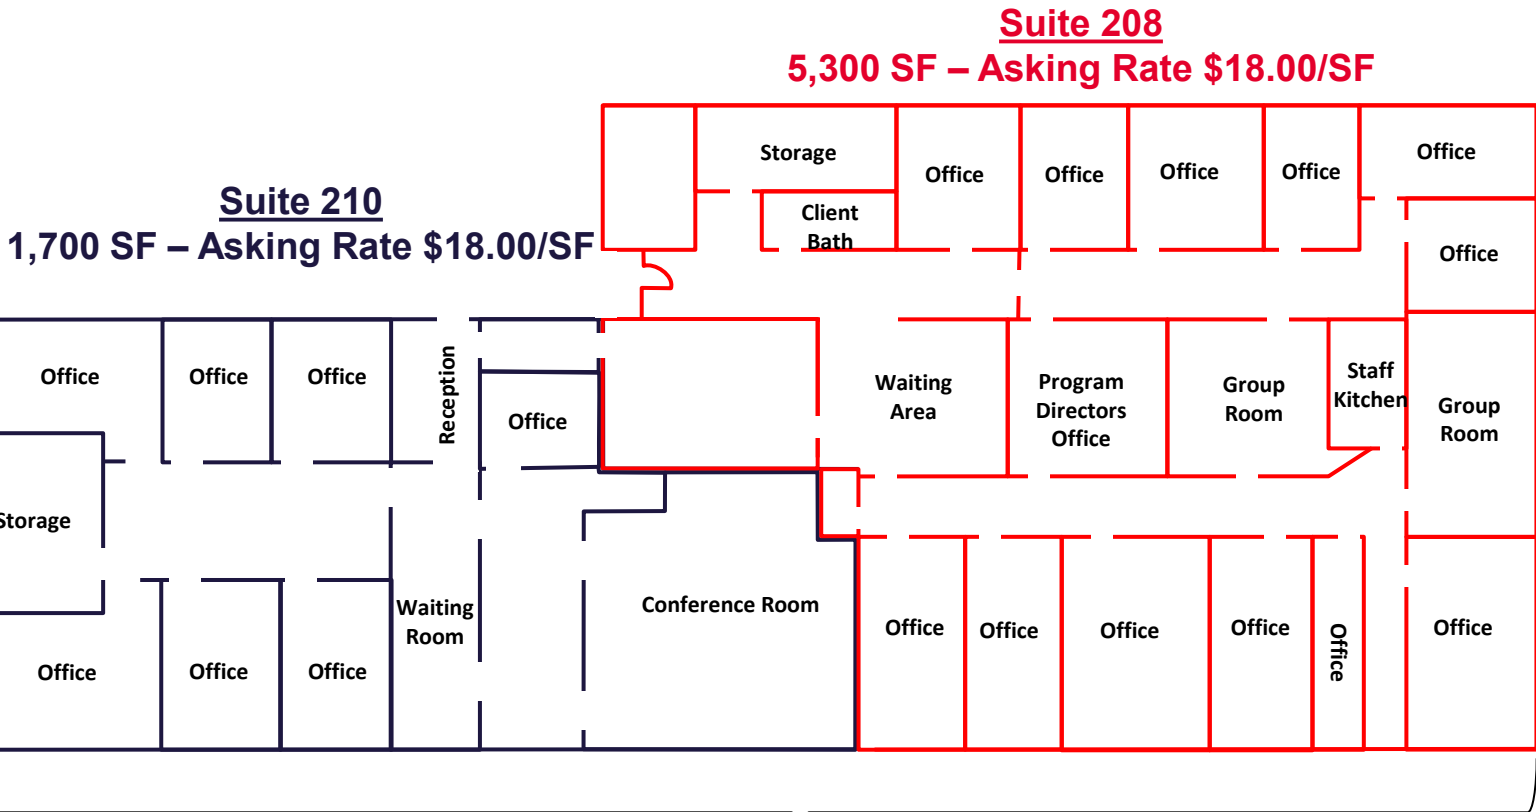 Suite 208
5,300 SF – Asking Rate $18.00/SF
Suite 210
1,700 SF – Asking Rate $18.00/SF
Storage
Office
Office
Office
Office
Office
Client
Bath
Office
Office
Office
Office
Reception
Office
Waiting
Area
Program
Directors
Office
Group
Room
Staff
Kitchen
Group
Room
Storage
Conference Room
Waiting
Room
Office
Office
Office
Office
Office
Office
Office
Office
Office